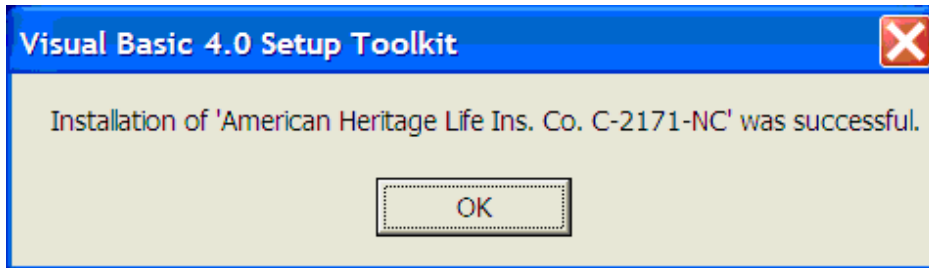 Visual Basic 4.0 Setup Toolkit
Installation of 'American Heritage Life Ins. Co. C-2171-NC' was successful.
OK